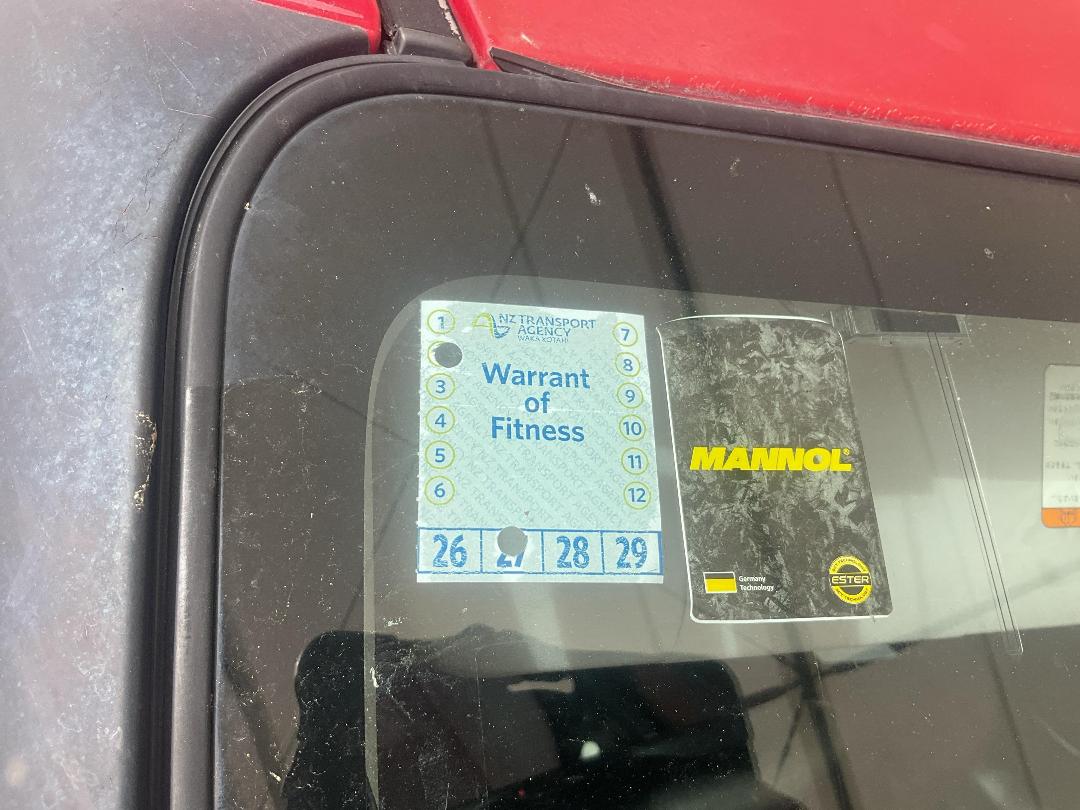 NZ TRANSPORT
AGENCY
WAKA KOTAHI
Warrant
of
Fitness
1
3
4
5
6
7
8
9
10
11
12
26 27 28 29
MANNOL
Germany
Technology
ESTER